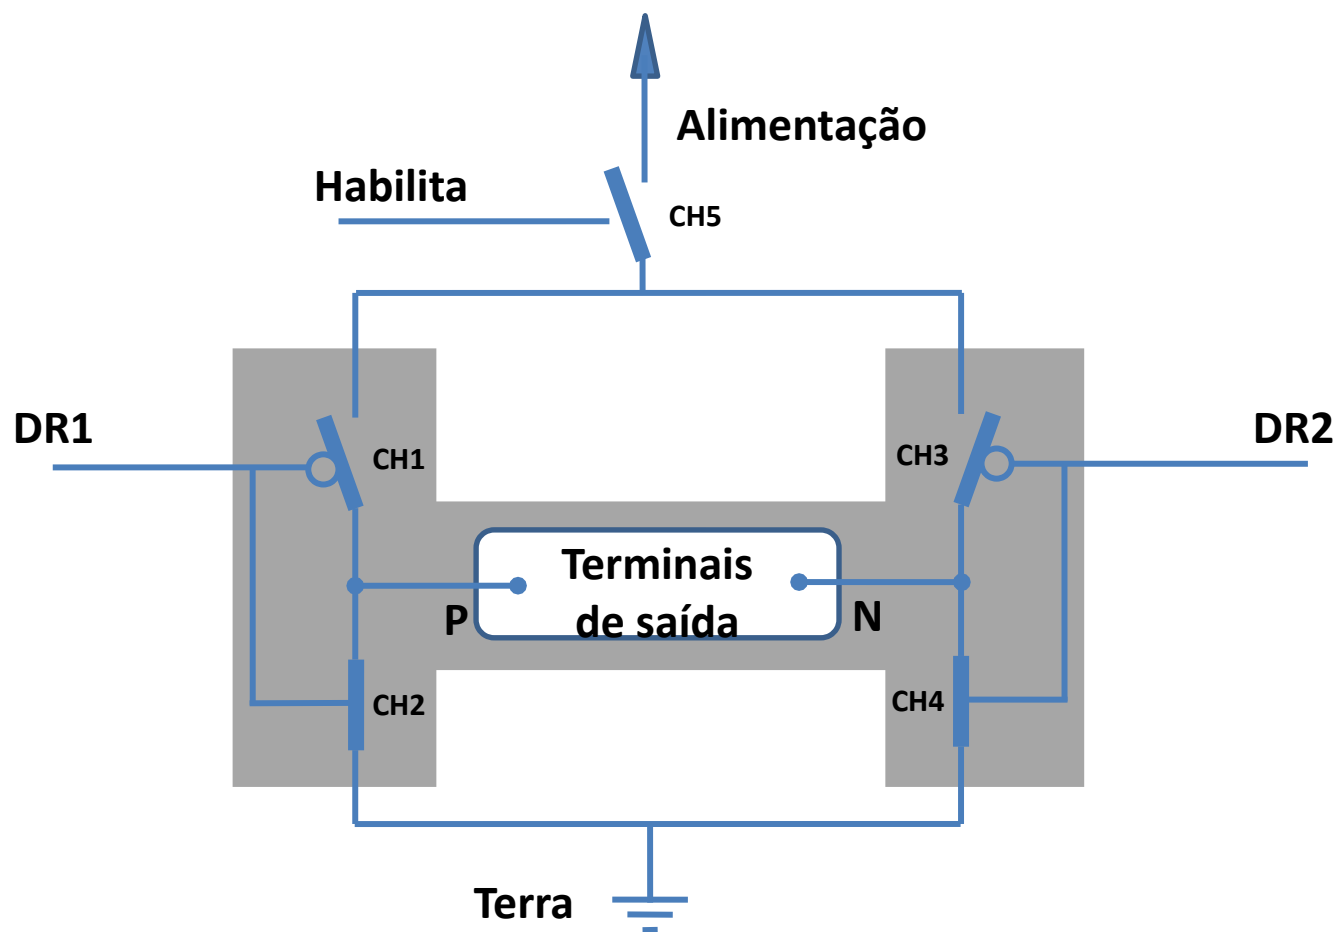 Alimentação
Habilita
CH5
DR1
DR2
CH1
CH3
Terminais
de saída
P
N
CH2
CH4
Terra